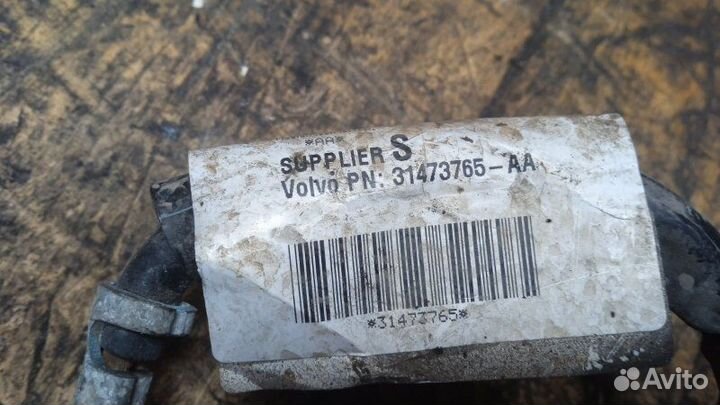 *AA*
SUPPLIER S
Volvo PN: 31473765-AA
*31473765*
Avito